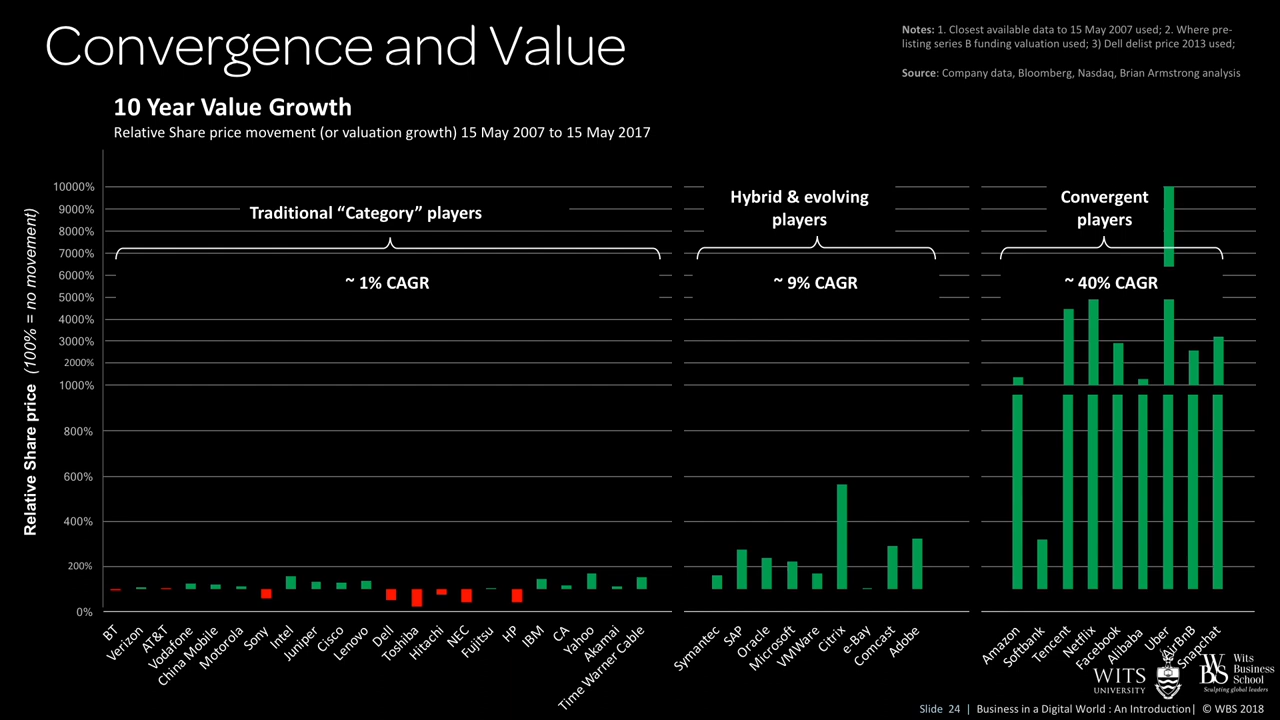 Convergence and Value
Notes: 1. Closest available data to 15 May 2007 used; 2. Where pre-
listing series B funding valuation used; 3) Dell delist price 2013 used;
Source: Company data, Bloomberg, Nasdaq, Brian Armstrong analysis
10 Year Value Growth
Relative Share price movement (or valuation growth) 15 May 2007 to 15 May 2017
Relative Share price (100% = no movement)
10000%
9000%
8000%
7000%
6000%
5000%
4000%
3000%
2000%
1000%
800%
600%
400%
200%
0%
Traditional “Category” players
~ 1% CAGR
Hybrid & evolving
players
~ 9% CAGR
Convergent
players
~ 40% CAGR
BT
Verizon
AT&T
Vodafone
China Mobile
Motorola
Sony
Intel
Juniper
Cisco
Lenovo
Dell
Toshiba
Hitachi
NEC
Fujitsu
HP
IBM
CA
Yahoo
Akamai
Time Warner Cable
Symantec
SAP
Oracle
Microsoft
VMWare
Citrix
e-Bay
Comcast
Adobe
Amazon
Softbank
Tencent
Netflix
Facebook
Alibaba
Uber
AirBnB
Snapchat
WITS
UNIVERSITY
WBS
Wits
Business
School
Sculpting global leaders
Slide 24 | Business in a Digital World : An Introduction| © WBS 2018